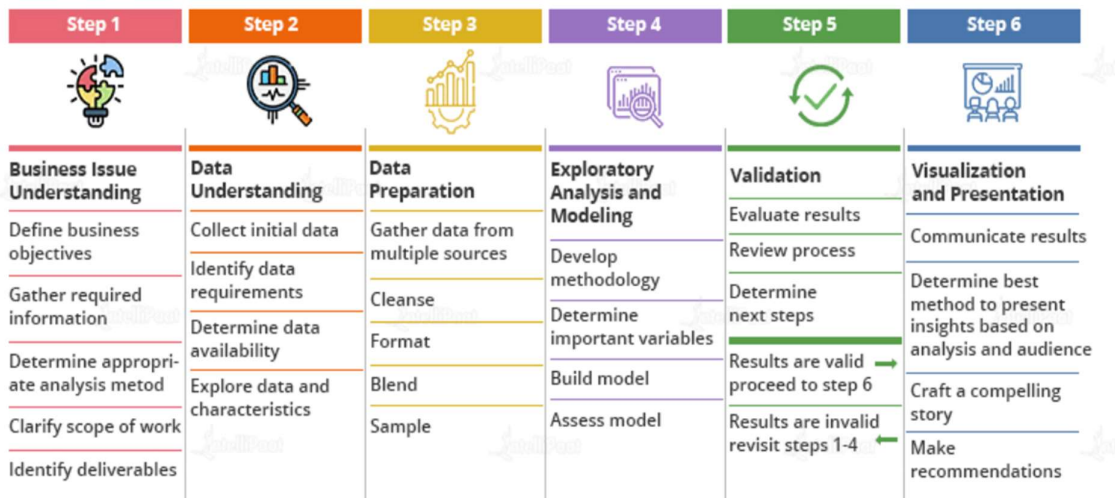 Step 1
Step 2
Step 3
Step 4
Step 5
Step 6
Business Issue
Understanding
Define business
objectives
Gather required
information
Determine appropri-
ate analysis metod
Clarify scope of work
Identify deliverables
Data
Understanding
Collect initial data
Identify data
requirements
Determine data
availability
Explore data and
characteristics
Data
Preparation
Gather data from
multiple sources
Cleanse
Format
Blend
Sample
Exploratory
Analysis and
Modeling
Develop
methodology
Determine
important variables
Build model
Assess model
Validation
Evaluate results
Review process
Determine
next steps
Results are valid
proceed to step 6
Results are invalid
revisit steps 1-4
Visualization
and Presentation
Communicate results
Determine best
method to present
insights based on
analysis and audience
Craft a compelling
story
Make
recommendations